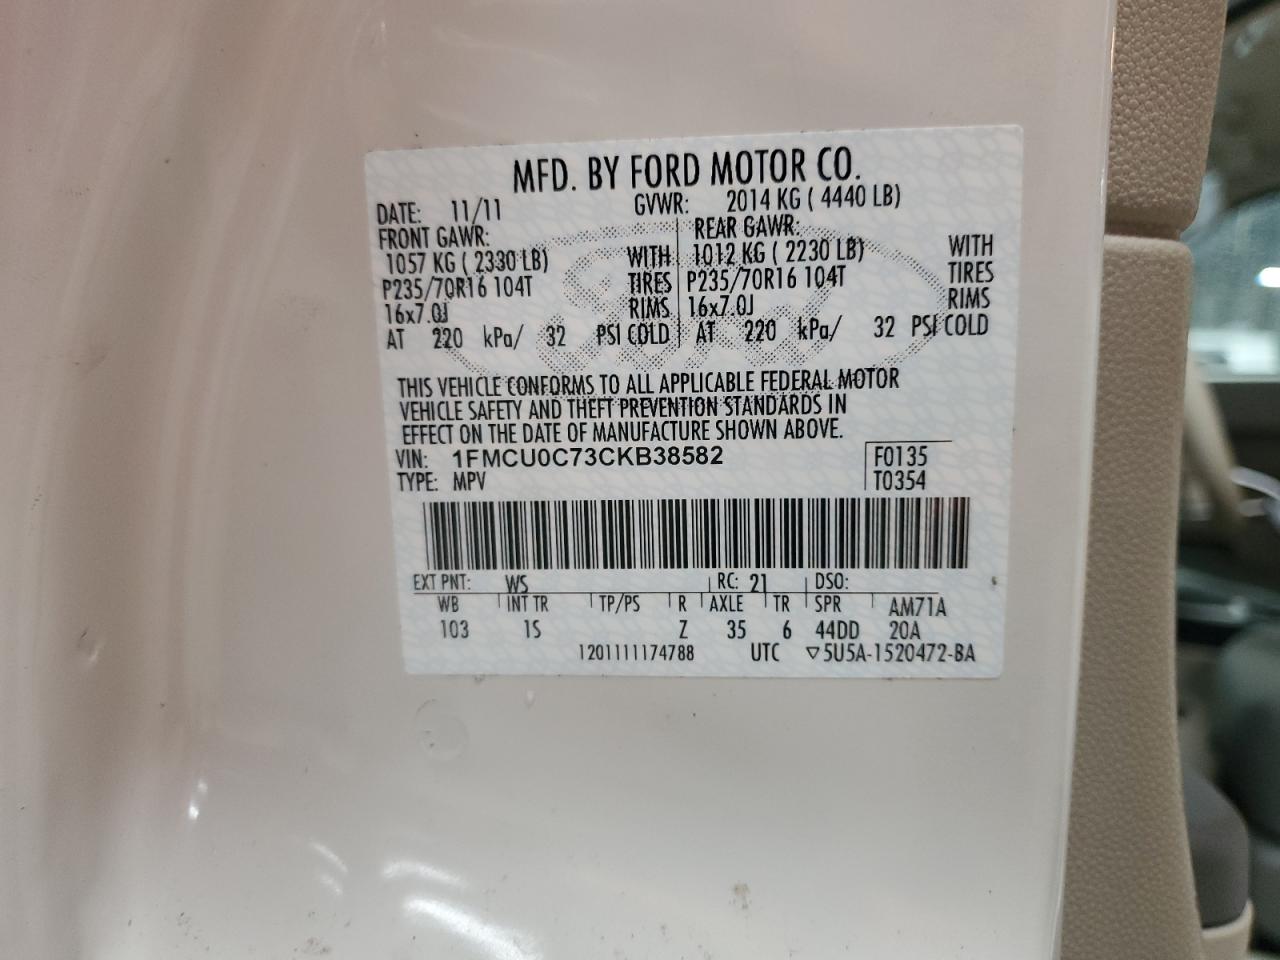 MFD. BY FORD MOTOR CO.
DATE: 11/11 GVWR: 2014 KG ( 4440 LB)
FRONT GAWR: REAR GAWR:
1057 KG ( 2330 LB) WITH 1012 KG ( 2230 LB) WITH
P235/70R16 104T TIRES P235/70R16 104T TIRES
16x7.0J RIMS 16x7.0J RIMS
AT 220 kPa/ 32 PSI COLD AT 220 kPa/ 32 PSI COLD
THIS VEHICLE CONFORMS TO ALL APPLICABLE FEDERAL MOTOR
VEHICLE SAFETY AND THEFT PREVENTION STANDARDS IN
EFFECT ON THE DATE OF MANUFACTURE SHOWN ABOVE.
VIN: 1FMCU0C73CKB38582 F0135
TYPE: MPV T0354
EXT PNT: WS RC: 21 DSO:
WB INT TR TP/PS R AXLE TR SPR AM71A
103 1S Z 35 6 44DD 20A
1201111174788 UTC ▽5U5A-1520472-BA